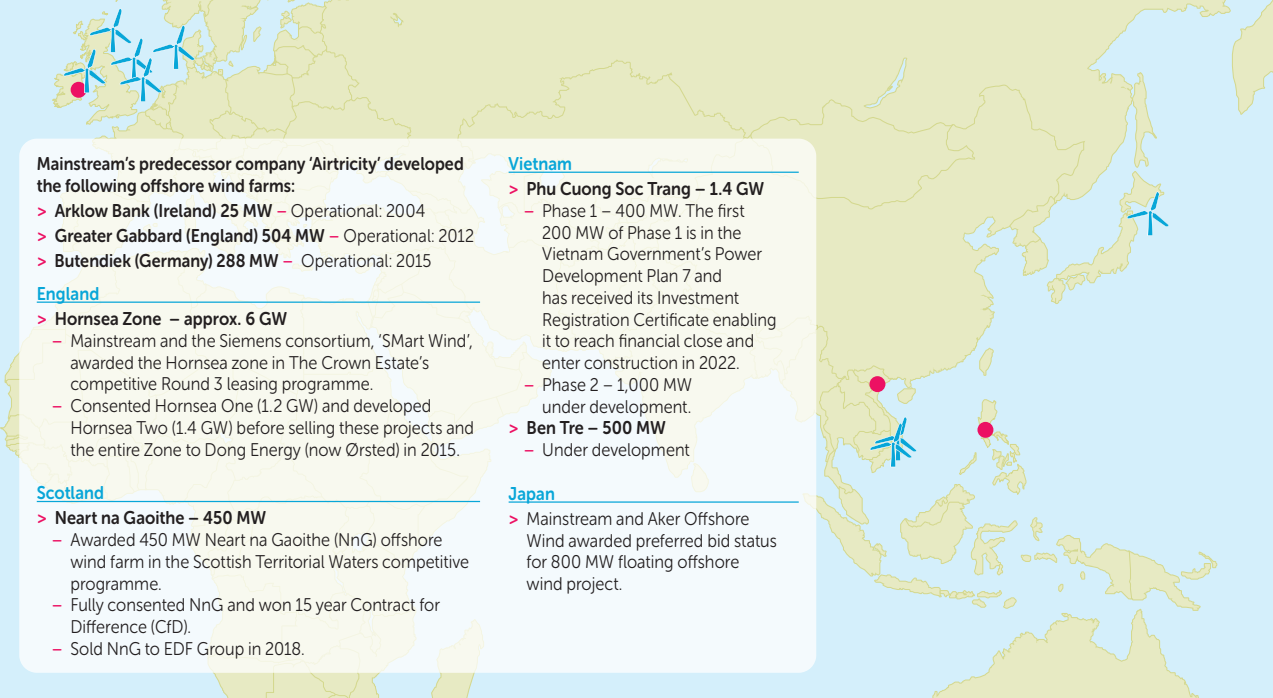 Mainstream's predecessor company 'Airtricity' developed
the following offshore wind farms:
> Arklow Bank (Ireland) 25 MW – Operational: 2004
> Greater Gabbard (England) 504 MW – Operational: 2012
> Butendiek (Germany) 288 MW – Operational: 2015
England
> Hornsea Zone – approx. 6 GW
– Mainstream and the Siemens consortium, 'SMart Wind',
awarded the Hornsea zone in The Crown Estate's
competitive Round 3 leasing programme.
– Consented Hornsea One (1.2 GW) and developed
Hornsea Two (1.4 GW) before selling these projects and
the entire Zone to Dong Energy (now Ørsted) in 2015.
Scotland
> Neart na Gaoithe – 450 MW
– Awarded 450 MW Neart na Gaoithe (NnG) offshore
wind farm in the Scottish Territorial Waters competitive
programme.
– Fully consented NnG and won 15 year Contract for
Difference (CfD).
– Sold NnG to EDF Group in 2018.
Vietnam
> Phu Cuong Soc Trang – 1.4 GW
– Phase 1 – 400 MW. The first
200 MW of Phase 1 is in the
Vietnam Government's Power
Development Plan 7 and
has received its Investment
Registration Certificate enabling
it to reach financial close and
enter construction in 2022.
– Phase 2 – 1,000 MW
under development.
> Ben Tre – 500 MW
– Under development
Japan
> Mainstream and Aker Offshore
Wind awarded preferred bid status
for 800 MW floating offshore
wind project.